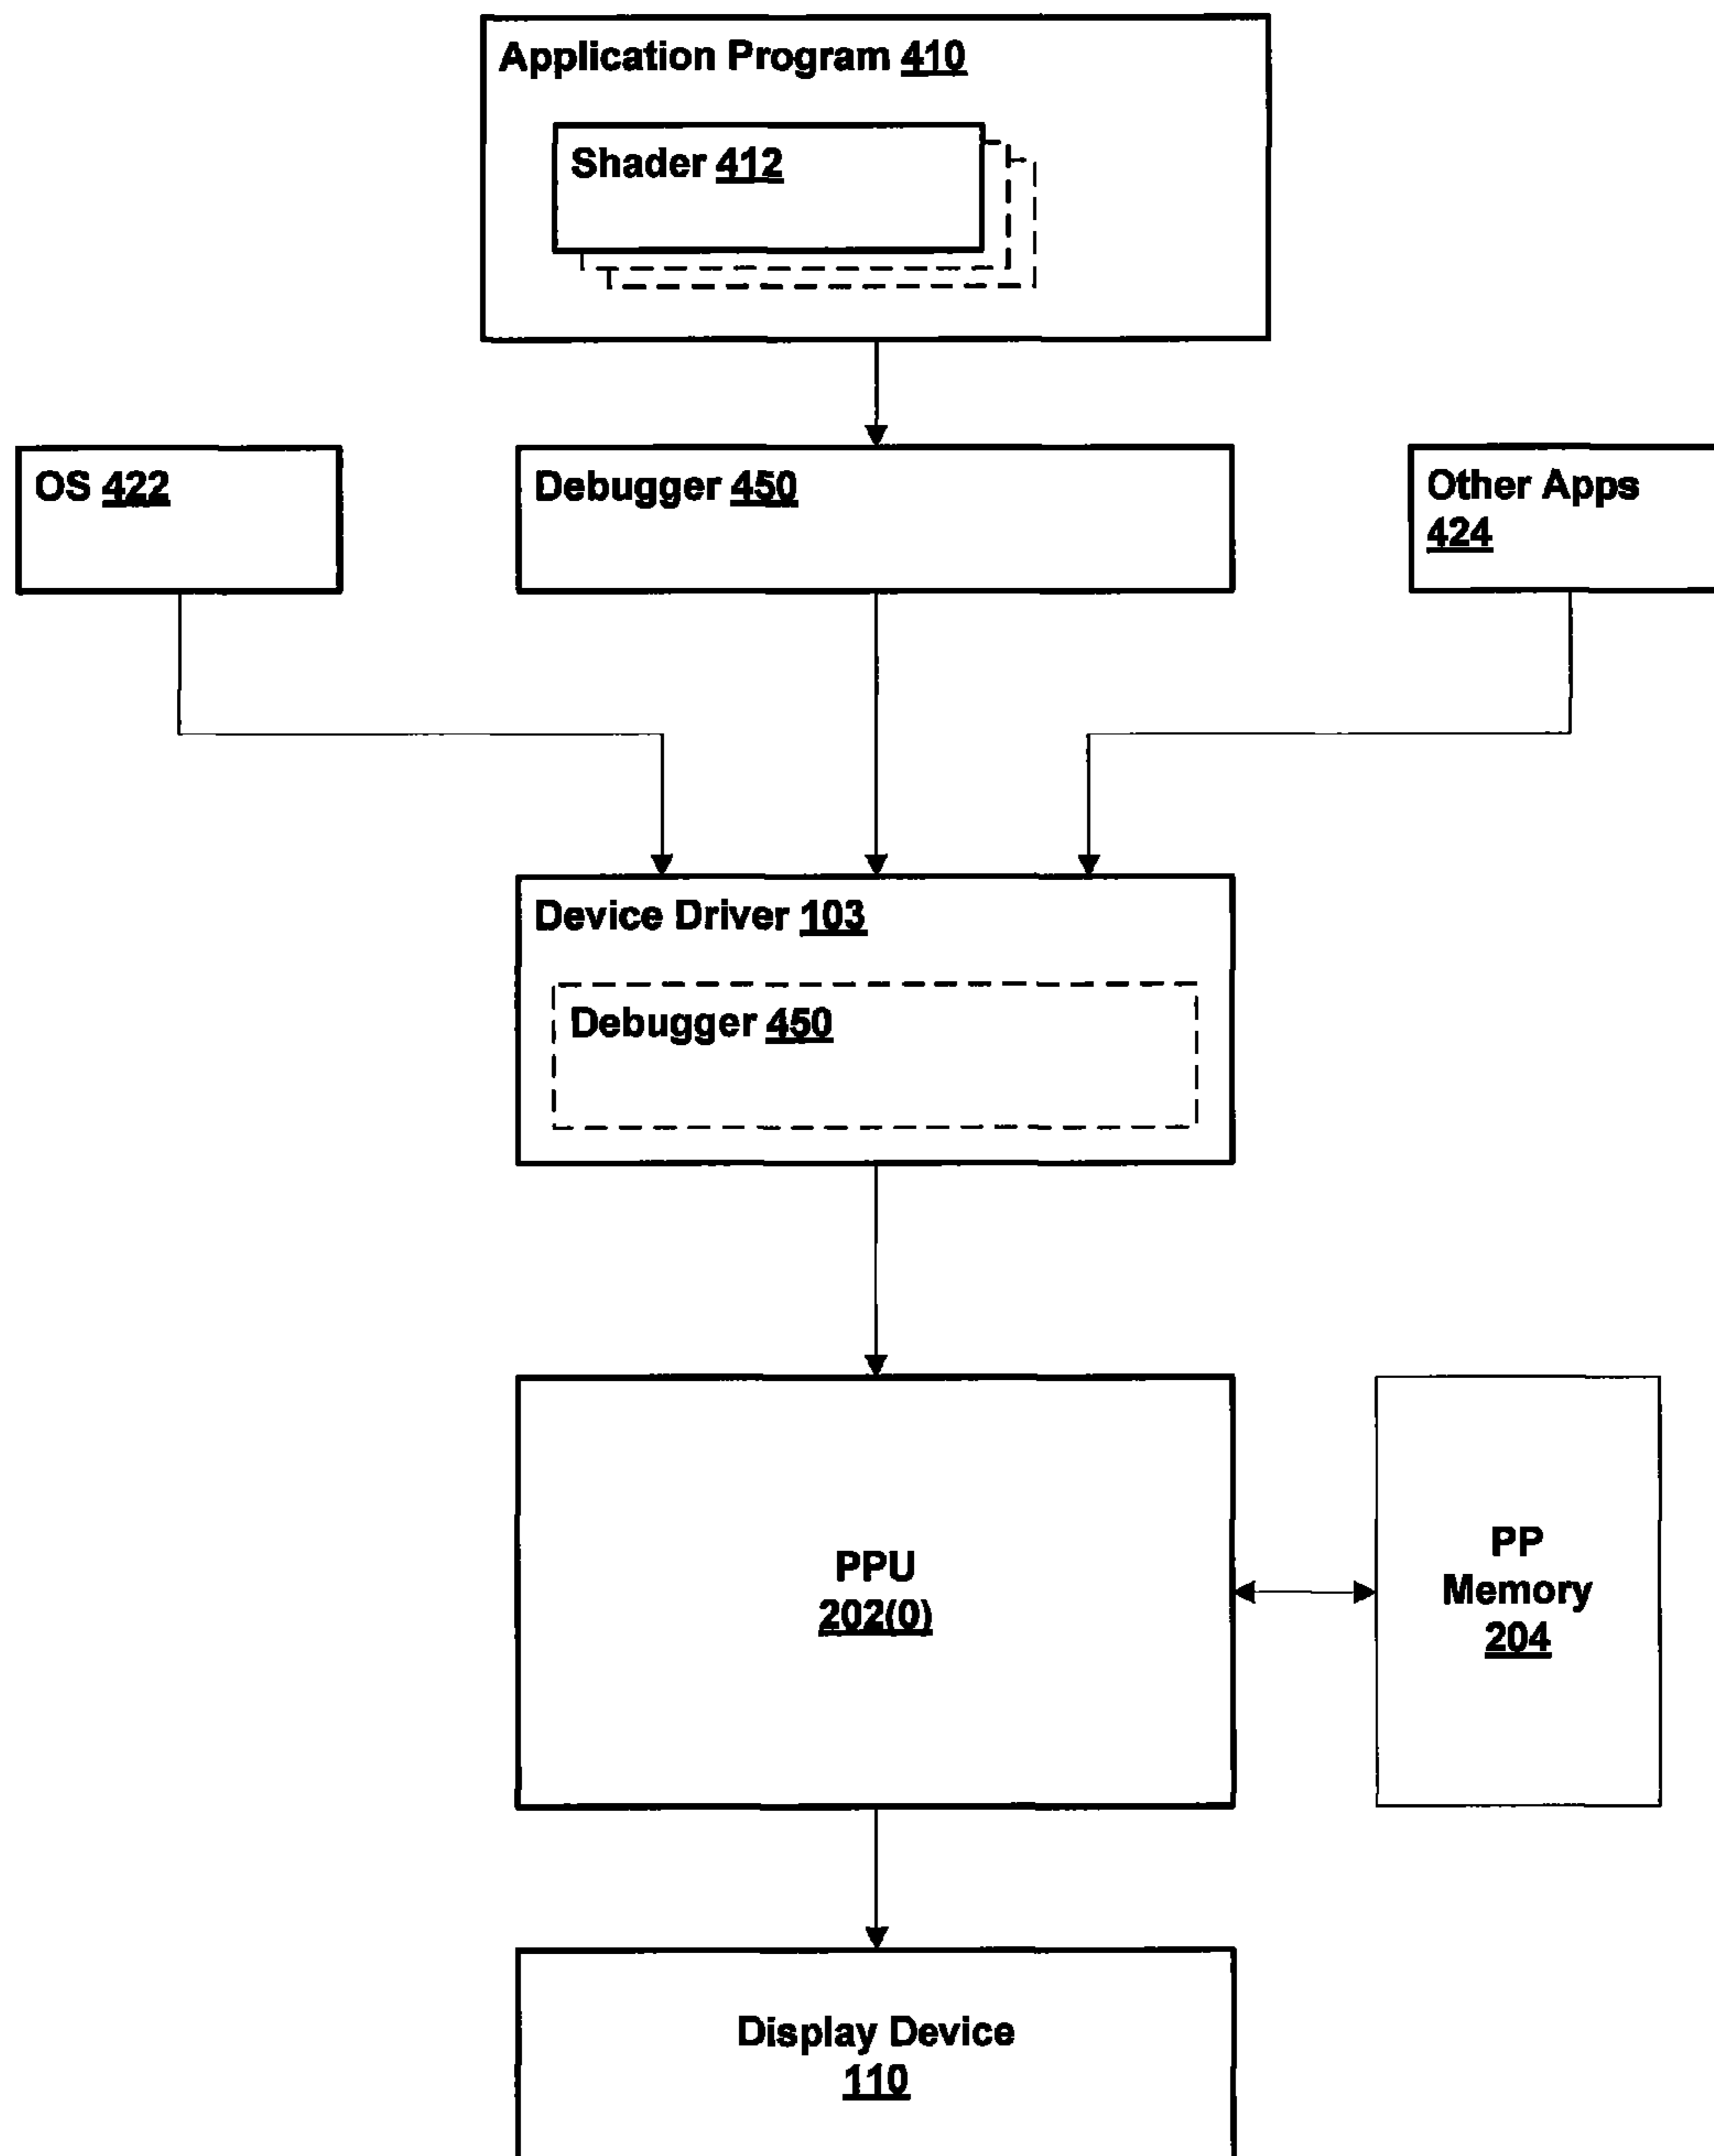 Application Program 410
Shader 412
OS 422
Debugger 450
Other Apps
424
Device Driver 103
Debugger 450
PPU
202(0)
PP
Memory
204
Display Device
110